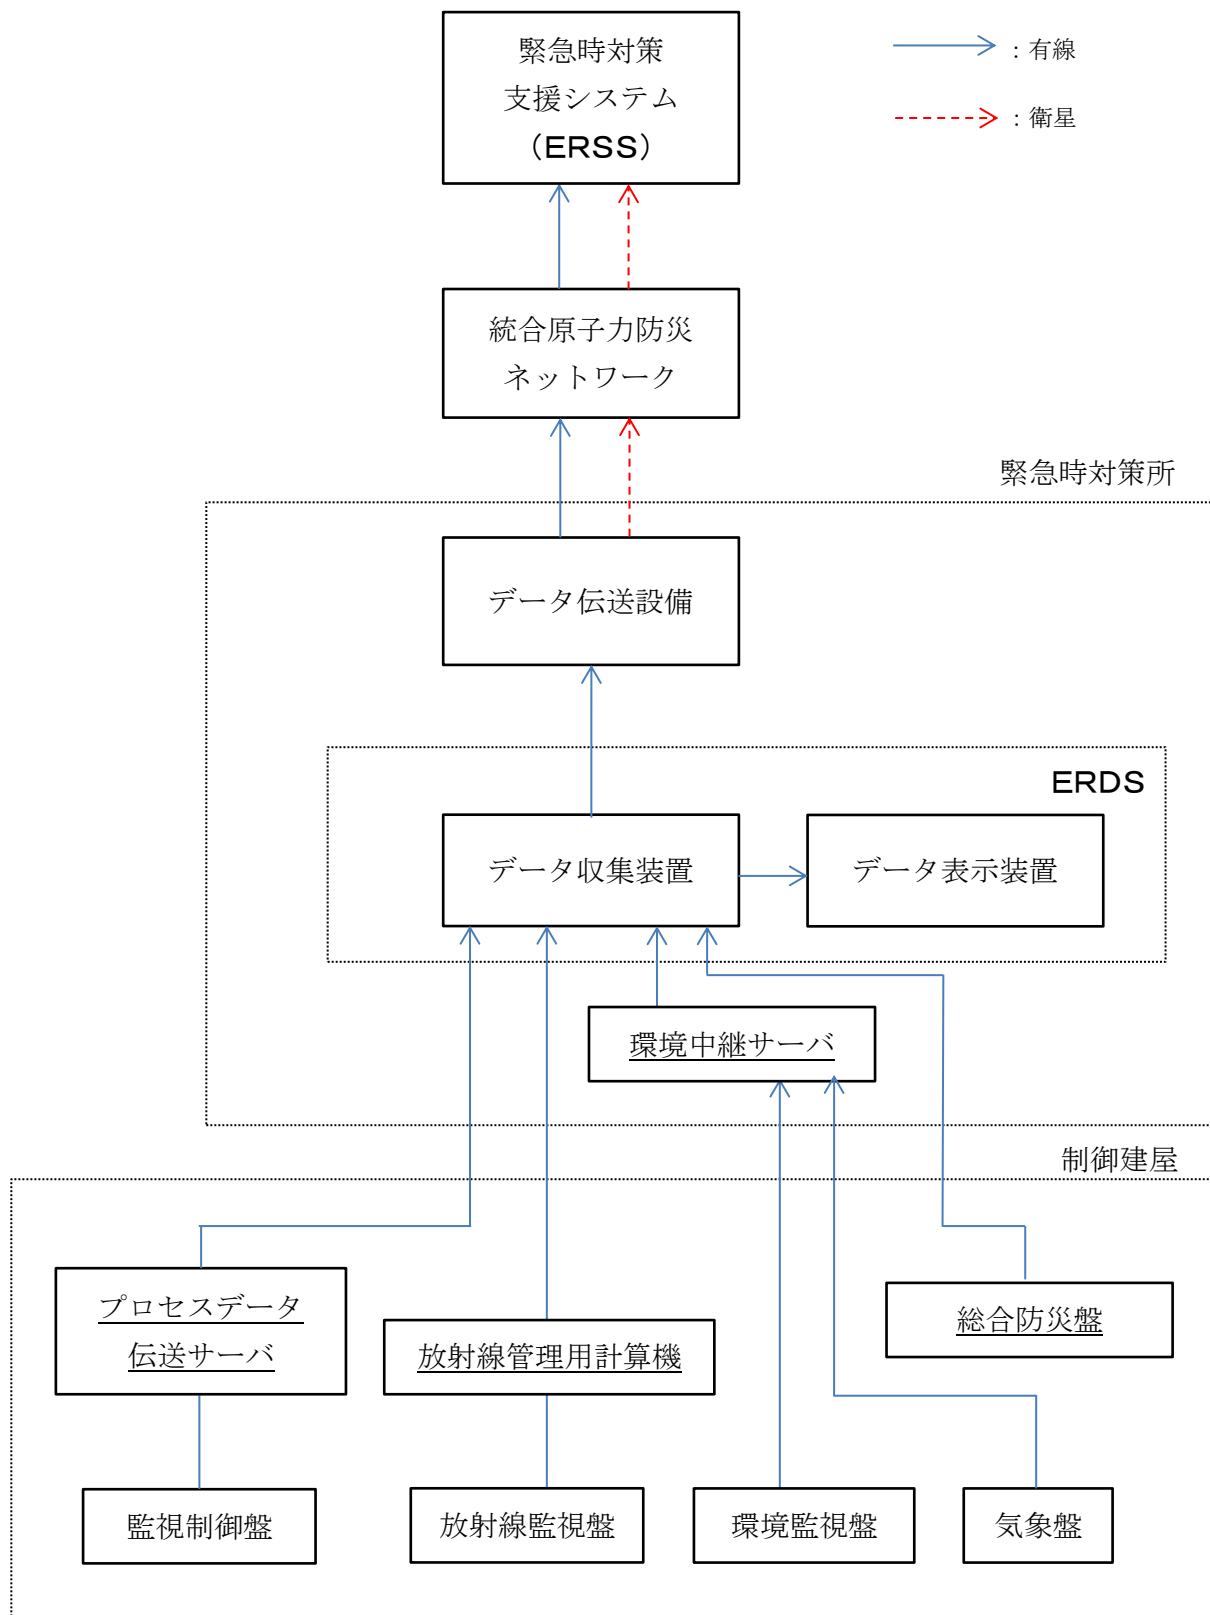 緊急時対策
支援システム
（ERSS）
：有線
：衛星
統合原子力防災
ネットワーク
緊急時対策所
データ伝送設備
ERDS
データ収集装置
データ表示装置
環境中継サーバ
制御建屋
プロセスデータ
伝送サーバ
放射線管理用計算機
総合防災盤
監視制御盤
放射線監視盤
環境監視盤
気象盤